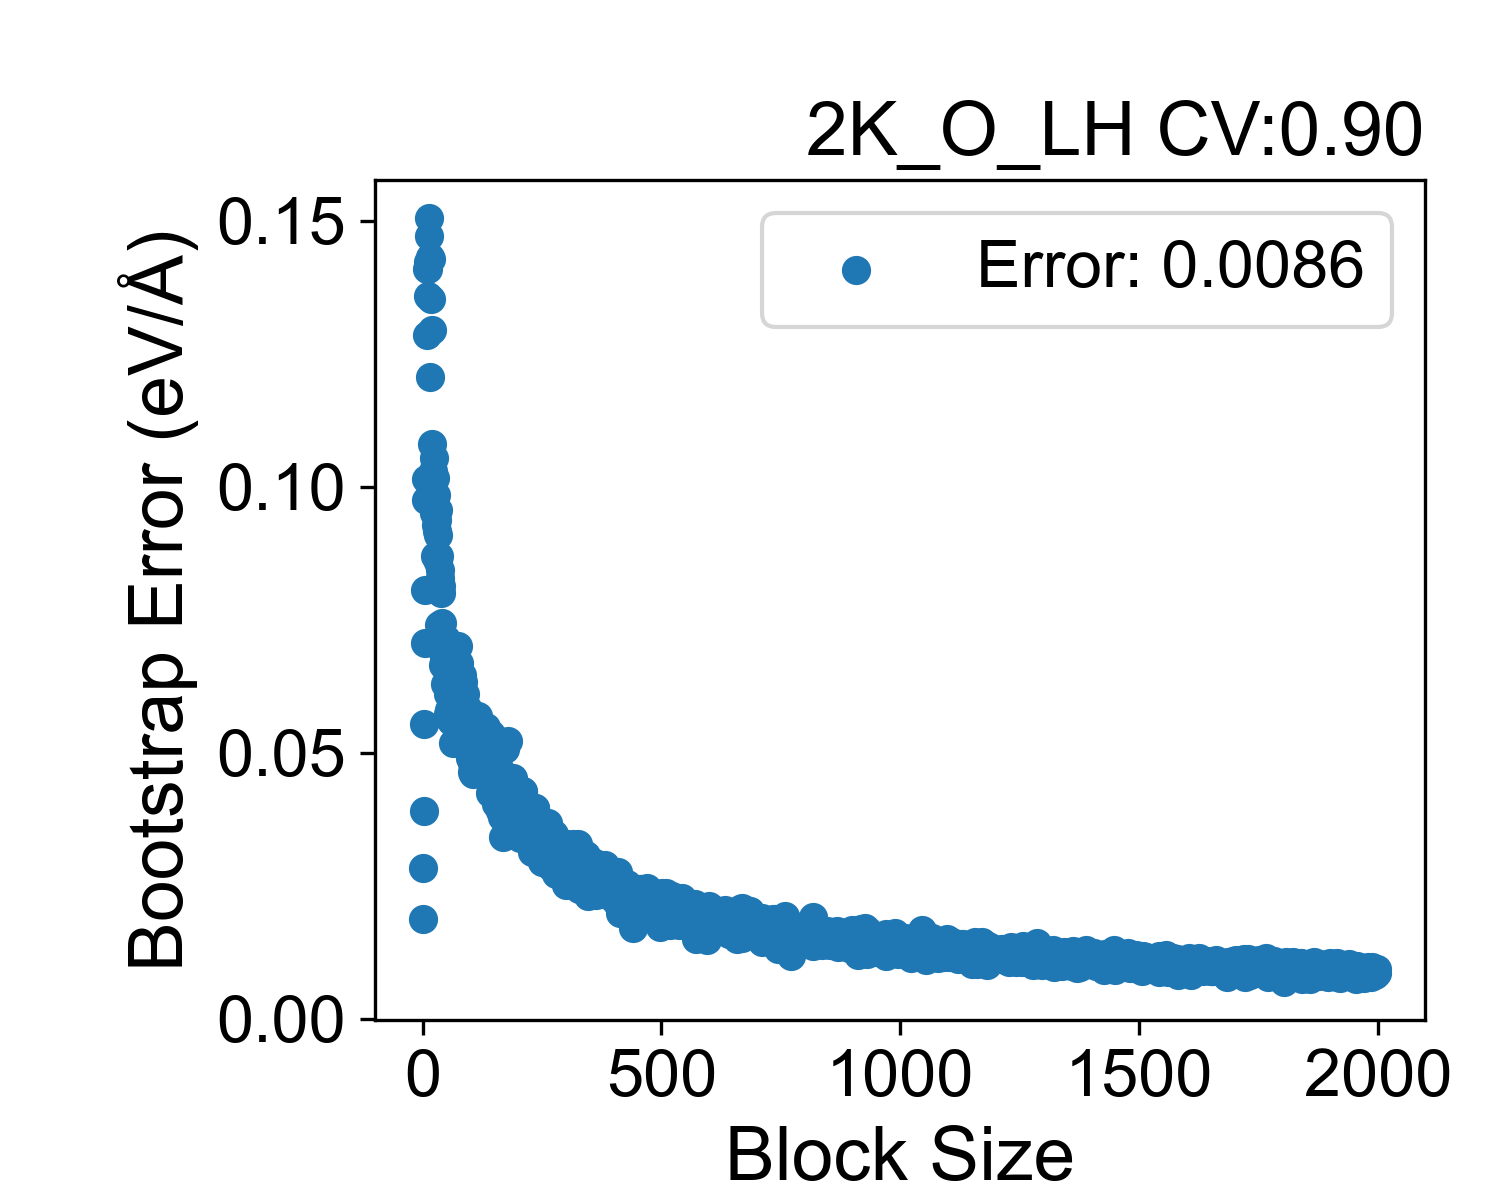 2K_O_LH CV:0.90
Error: 0.0086
Bootstrap Error (eV/Å)
0.15
0.10
0.05
0.00
0 500 1000 1500 2000
Block Size